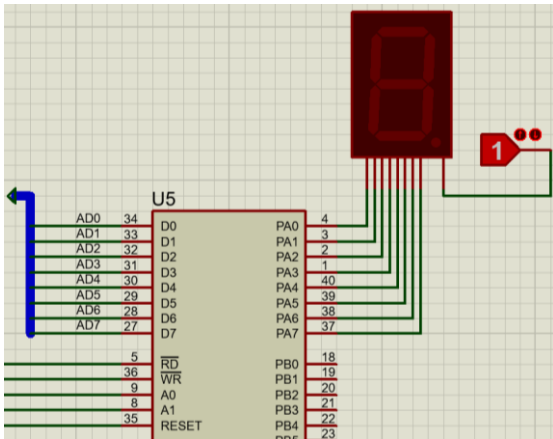 1
U5
AD0 34 D0 PA0 4
AD1 33 D1 PA1 3
AD2 32 D2 PA2 2
AD3 31 D3 PA3 1
AD4 30 D4 PA4 40
AD5 29 D5 PA5 39
AD6 28 D6 PA6 38
AD7 27 D7 PA7 37
5 RD PB0 18
36 WR PB1 19
9 A0 PB2 20
8 A1 PB3 21
35 RESET PB4 22
23